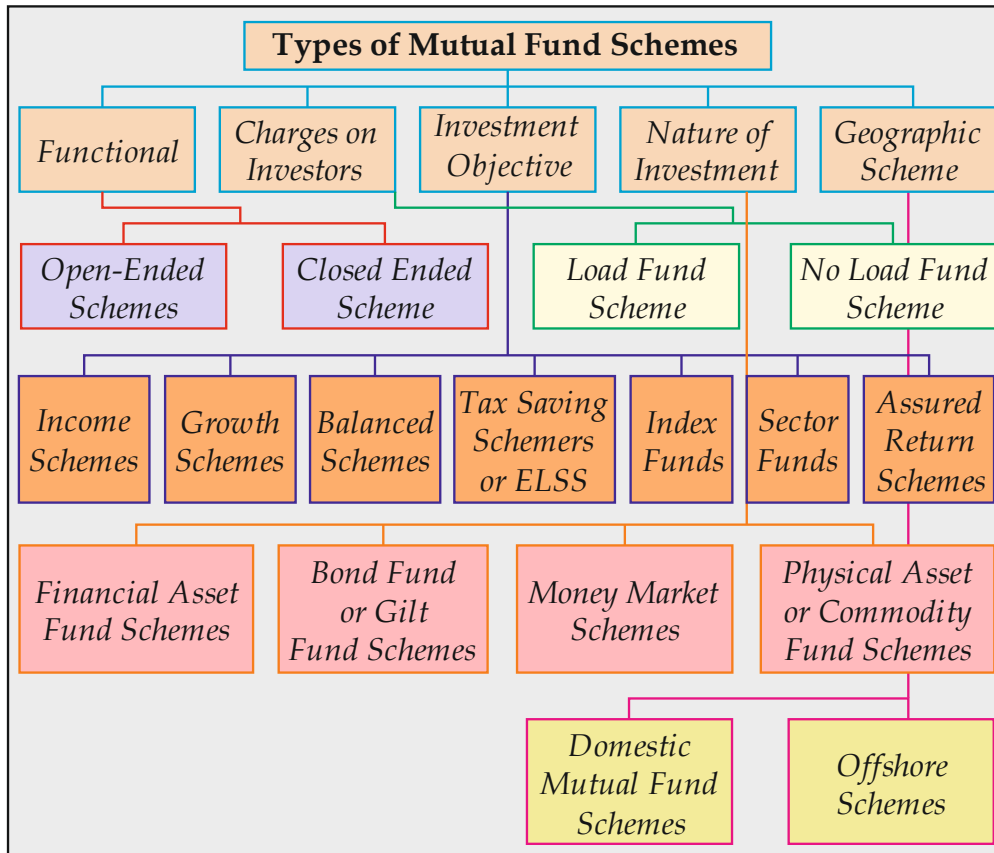 Types of Mutual Fund Schemes
Functional
Charges on
Investors
Investment
Objective
Nature of
Investment
Geographic
Scheme
Open-Ended
Schemes
Closed Ended
Scheme
Load Fund
Scheme
No Load Fund
Scheme
Income
Schemes
Growth
Schemes
Balanced
Schemes
Tax Saving
Schemers
or ELSS
Index
Funds
Sector
Funds
Assured
Return
Schemes
Financial Asset
Fund Schemes
Bond Fund
or Gilt
Fund Schemes
Money Market
Schemes
Physical Asset
or Commodity
Fund Schemes
Domestic
Mutual Fund
Schemes
Offshore
Schemes